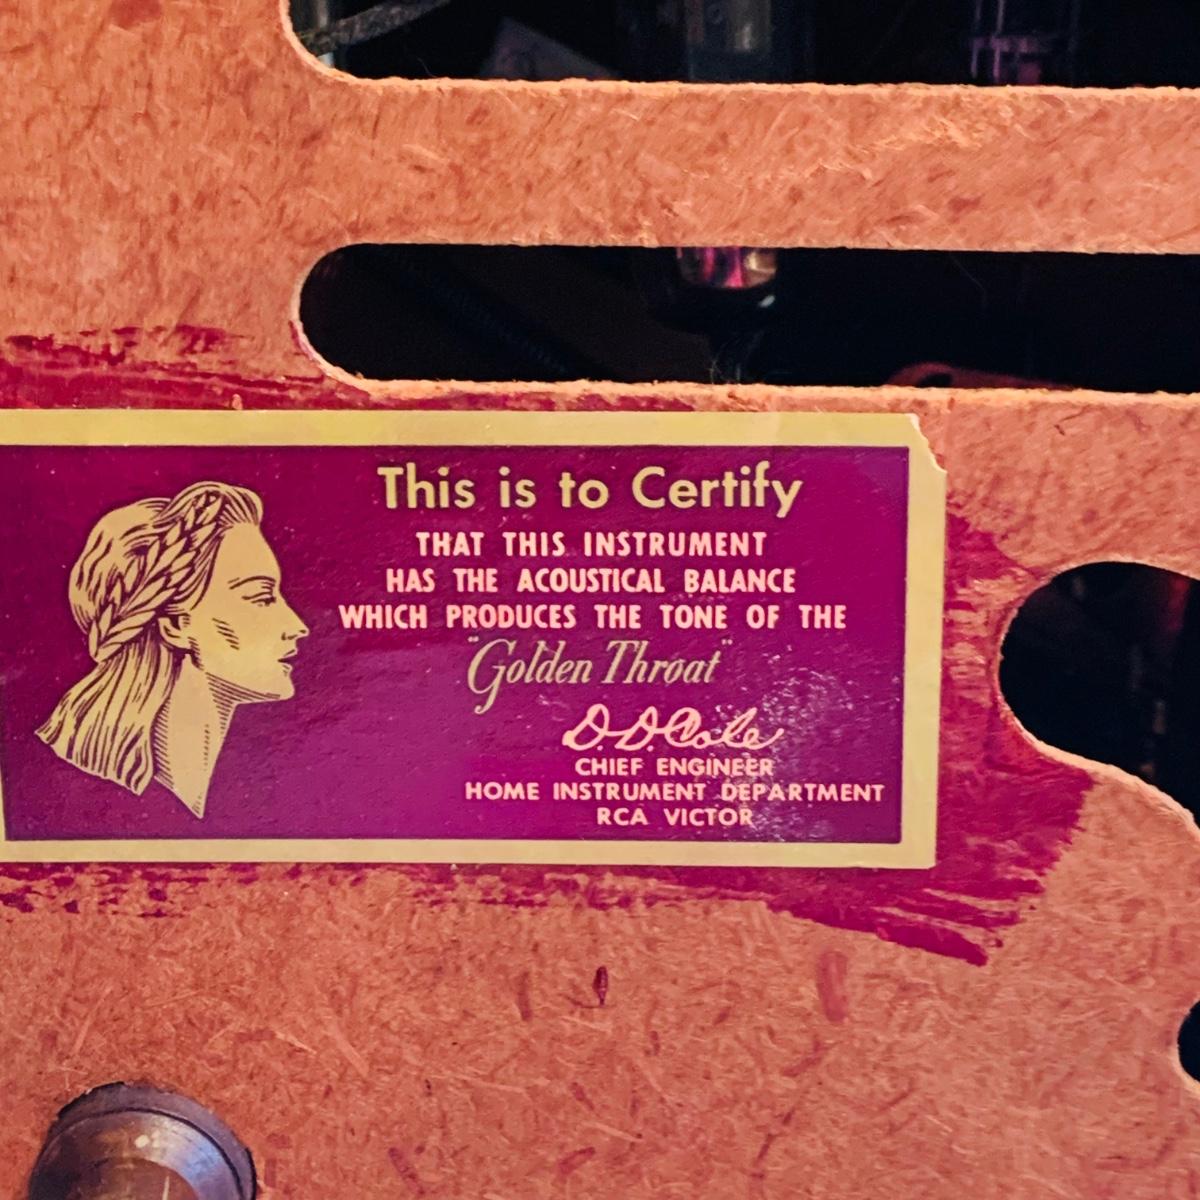 This is to Certify
THAT THIS INSTRUMENT
HAS THE ACOUSTICAL BALANCE
WHICH PRODUCES THE TONE OF THE
"Golden Throat"
D. D. Cole
CHIEF ENGINEER
HOME INSTRUMENT DEPARTMENT
RCA VICTOR